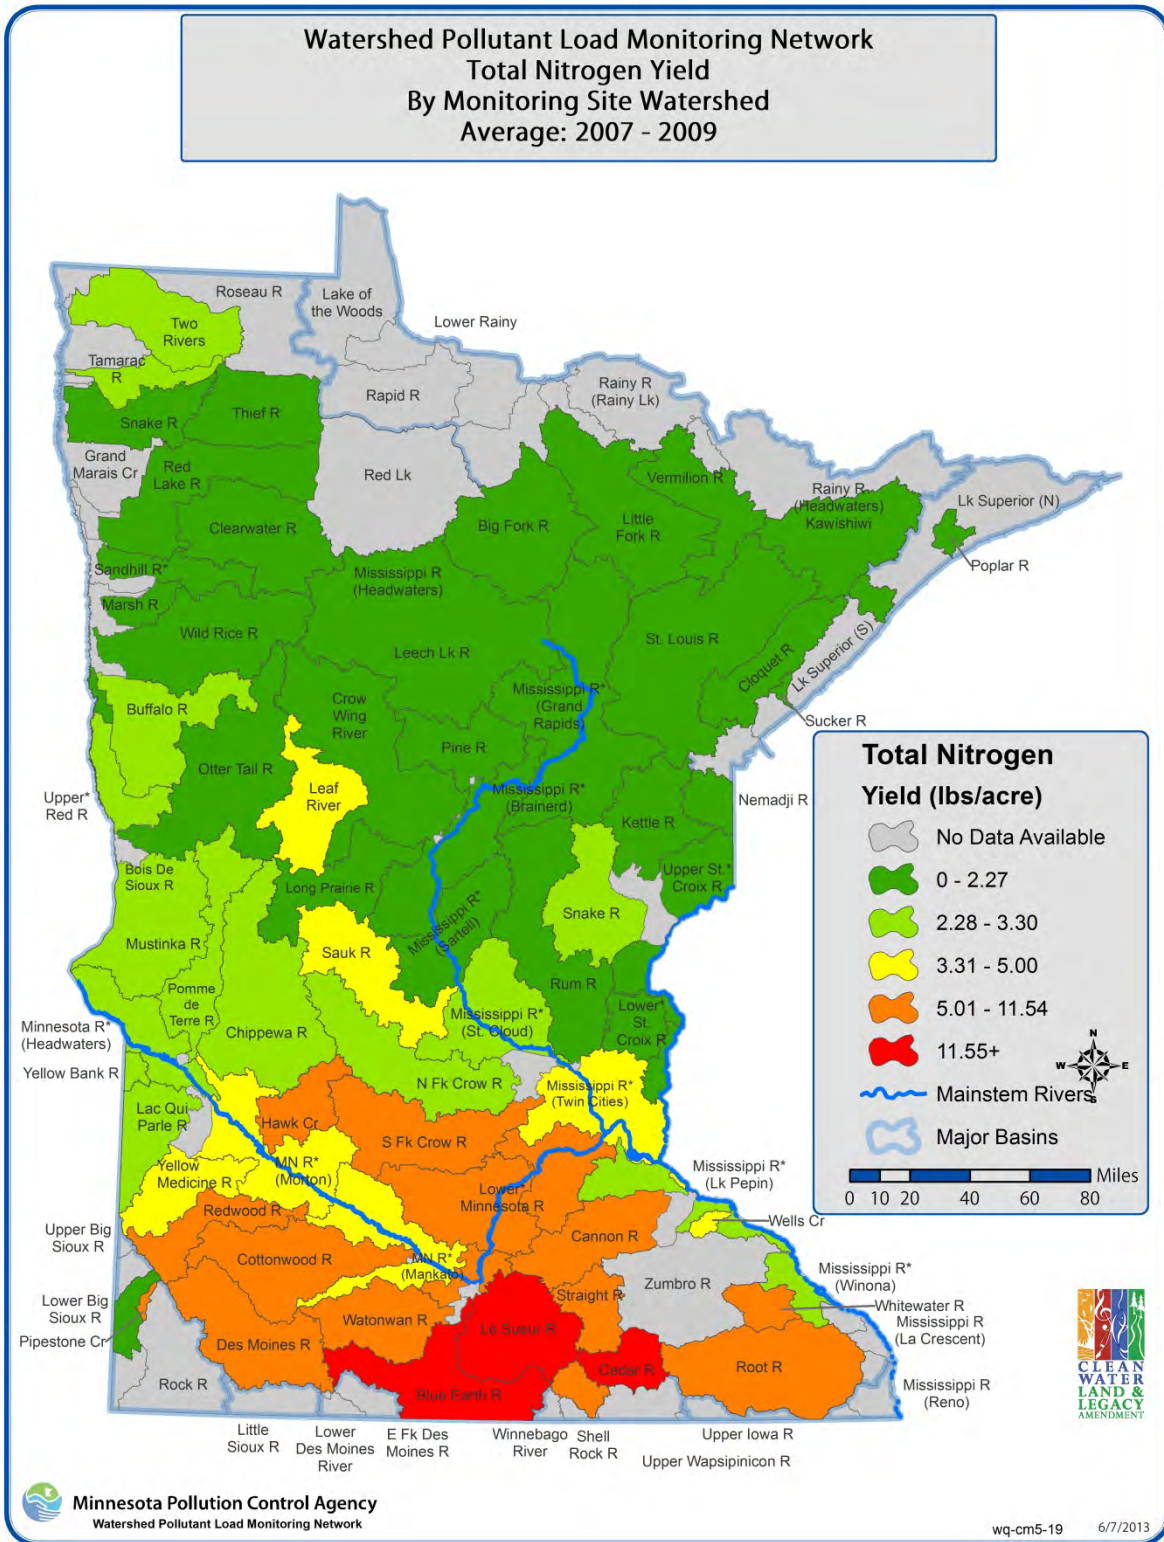 Watershed Pollutant Load Monitoring Network
Total Nitrogen Yield
By Monitoring Site Watershed
Average: 2007 - 2009
Roseau R
Lake of
the Woods
Lower Rainy
Two
Rivers
Tamarac
R
Rapid R
Rainy R
(Rainy Lk)
Snake R
Thief R
Grand
Marais Cr
Red
Lake R
Red Lk
Vermilion R
Rainy R
(Headwaters)
Kawishiwi
Lk Superior (N)
Clearwater R
Big Fork R
Little
Fork R
Poplar R
Sandhill R*
Mississippi R
(Headwaters)
Marsh R
Wild Rice R
Leech Lk R
St. Louis R
Cloquet R
Lk Superior (S)
Buffalo R
Crow
Wing
River
Mississippi R*
(Grand
Rapids)
Sucker R
Pine R
Otter Tail R
Leaf
River
Upper*
Red R
Mississippi R*
(Brainerd)
Nemadji R
Kettle R
Bois De
Sioux R
Long Prairie R
Upper St.*
Croix R
Mississippi R*
(Sartell)
Snake R
Mustinka R
Sauk R
Pomme
de
Terre R
Rum R
Chippewa R
Mississippi R*
(St. Cloud)
Lower*
St.
Croix R
Minnesota R*
(Headwaters)
Yellow Bank R
N Fk Crow R
Mississippi R*
(Twin Cities)
Lac Qui
Parle R
Hawk Cr
S Fk Crow R
Yellow
Medicine R
MN R*
(Morton)
Mississippi R*
(Lk Pepin)
Redwood R
Lower*
Minnesota R
Wells Cr
Upper Big
Sioux R
Cottonwood R
MN R*
(Mankato)
Cannon R
Zumbro R
Mississippi R*
(Winona)
Lower Big
Sioux R
Straight R
Whitewater R
Pipestone Cr
Watonwan R
Le Sueur R
Mississippi R
(La Crescent)
Des Moines R
Cedar R
Root R
Rock R
Blue Earth R
Mississippi R
(Reno)
Little
Sioux R
Lower
Des Moines
River
E Fk Des
Moines R
Winnebago
River
Shell
Rock R
Upper Iowa R
Upper Wapsipinicon R
Total Nitrogen
Yield (lbs/acre)
No Data Available
0 - 2.27
2.28 - 3.30
3.31 - 5.00
5.01 - 11.54
11.55+
Mainstem Rivers
Major Basins
N
W
E
S
Miles
0 10 20 40 60 80
CLEAN
WATER
LAND &
LEGACY
AMENDMENT
Minnesota Pollution Control Agency
Watershed Pollutant Load Monitoring Network
wq-cm5-19 6/7/2013